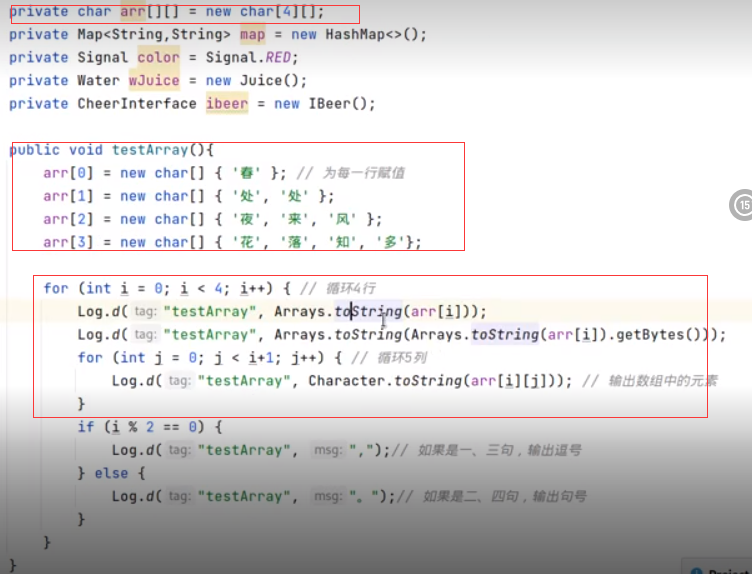 private char arr[][] = new char[4][];
private Map<String,String> map = new HashMap<>();
private Signal color = Signal.RED;
private Water wJuice = new Juice();
private CheerInterface ibeer = new IBeer();
public void testArray(){
arr[0] = new char[] { '春' }; // 为每一行赋值
arr[1] = new char[] { '处', '处' };
arr[2] = new char[] { '夜', '来', '风' };
arr[3] = new char[] { '花', '落', '知', '多'};
for (int i = 0; i < 4; i++) { // 循环4行
Log.d( tag: "testArray", Arrays.toString(arr[i]));
Log.d( tag: "testArray", Arrays.toString(Arrays.toString(arr[i]).getBytes()));
for (int j = 0; j < i+1; j++) { // 循环5列
Log.d( tag: "testArray", Character.toString(arr[i][j])); // 输出数组中的元素
}
if (i % 2 == 0) {
Log.d( tag: "testArray", msg: ",");// 如果是一、三句，输出逗号
} else {
Log.d( tag: "testArray", msg: "。");// 如果是二、四句，输出句号
}
}
}
15